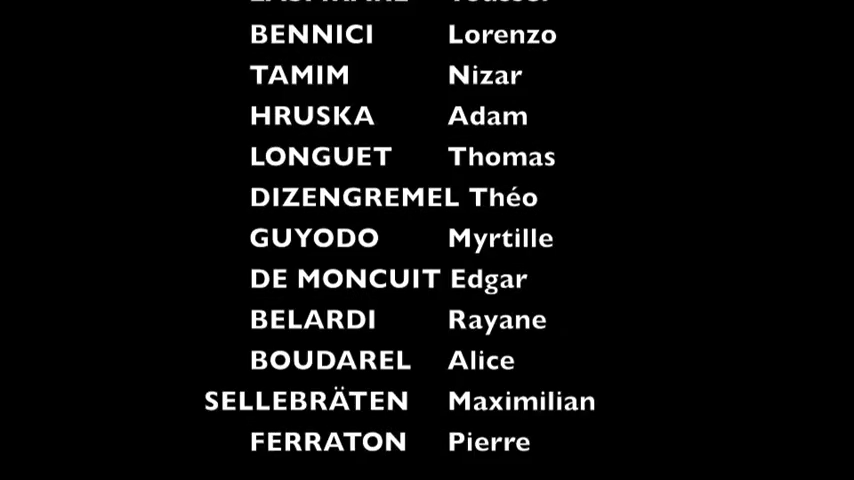 BENNICI Lorenzo
TAMIM Nizar
HRUSKA Adam
LONGUET Thomas
DIZENGREMEL Théo
GUYODO Myrtille
DE MONCUIT Edgar
BELARDI Rayane
BOUDAREL Alice
SELLEBRÄTEN Maximilian
FERRATON Pierre